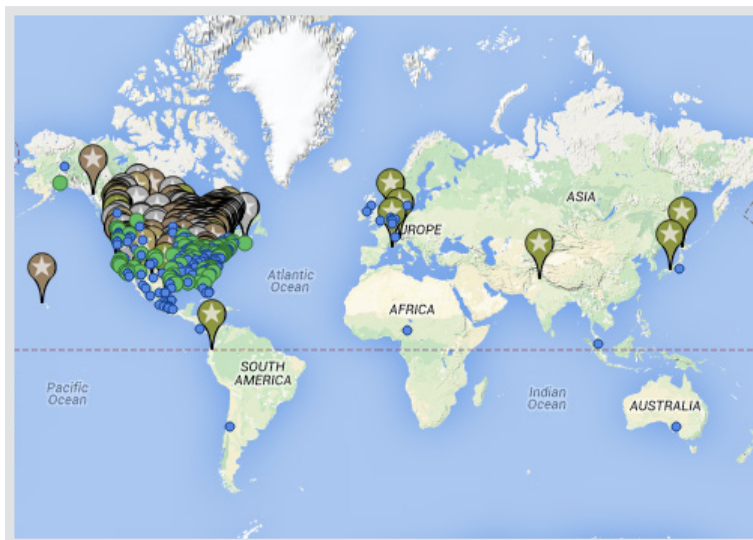 ASIA
EUROPE
Atlantic
Ocean
AFRICA
SOUTH
AMERICA
Pacific
Ocean
Indian
Ocean
AUSTRALIA